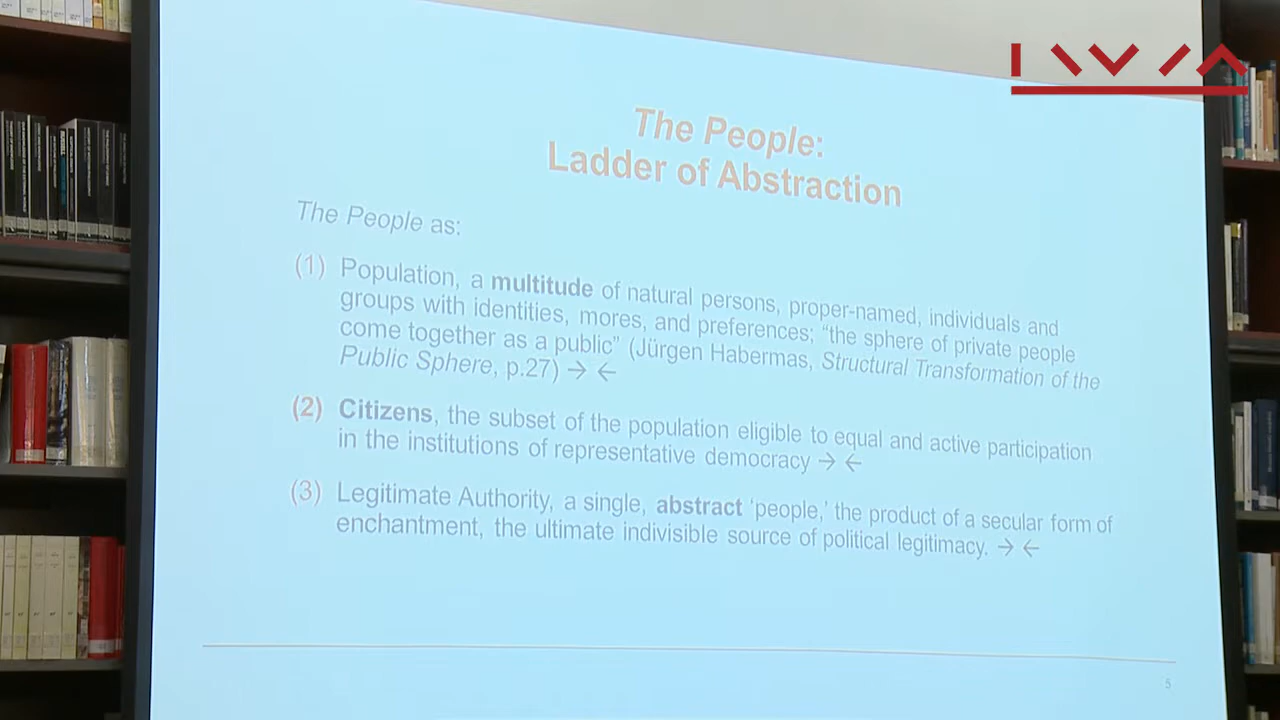 The People:
Ladder of Abstraction
The People as:
(1) Population, a multitude of natural persons, proper-named, individuals and
groups with identities, mores, and preferences; “the sphere of private people
come together as a public” (Jürgen Habermas, Structural Transformation of the
Public Sphere, p.27) → ←
(2) Citizens, the subset of the population eligible to equal and active participation
in the institutions of representative democracy → ←
(3) Legitimate Authority, a single, abstract ‘people,’ the product of a secular form of
enchantment, the ultimate indivisible source of political legitimacy. → ←
5